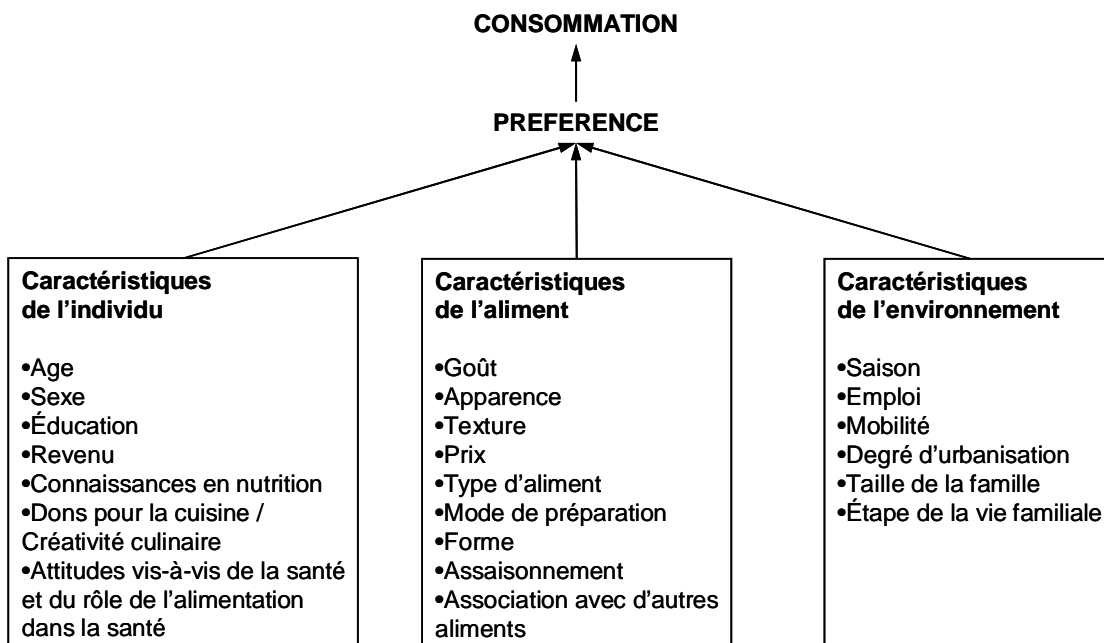 CONSOMMATION
PREFERENCE
Caractéristiques
de l’individu
•Age
•Sexe
•Éducation
•Revenu
•Connaissances en nutrition
•Dons pour la cuisine /
Créativité culinaire
•Attitudes vis-à-vis de la santé
et du rôle de l’alimentation
dans la santé
Caractéristiques
de l’aliment
•Goût
•Apparence
•Texture
•Prix
•Type d’aliment
•Mode de préparation
•Forme
•Assaisonnement
•Association avec d’autres
aliments
Caractéristiques
de l’environnement
•Saison
•Emploi
•Mobilité
•Degré d’urbanisation
•Taille de la famille
•Étape de la vie familiale